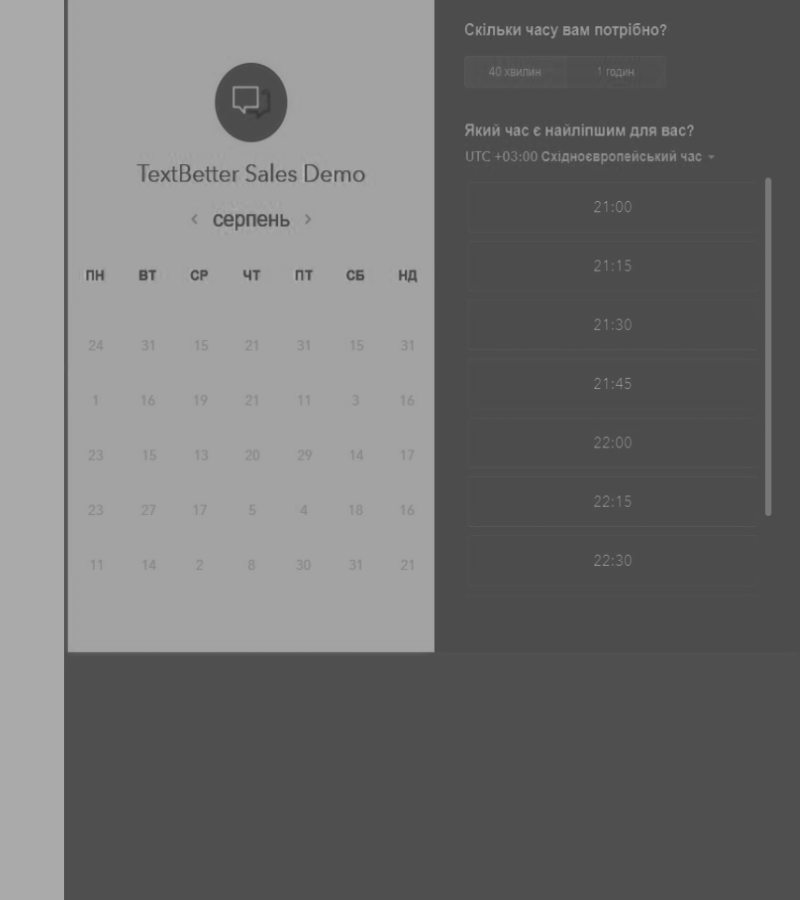 TextBetter Sales Demo
серпень
ПН ВТ СР ЧТ ПТ СБ НД
24 31 15 21 31 15 31
1 16 19 21 11 3 16
23 15 13 20 29 14 17
23 27 17 5 4 18 16
11 14 2 8 30 31 21
Скільки часу вам потрібно?
40 хвилин 1 годин
Який час є найліпшим для вас?
UTC +03:00 Східноєвропейський час
21:00
21:15
21:30
21:45
22:00
22:15
22:30